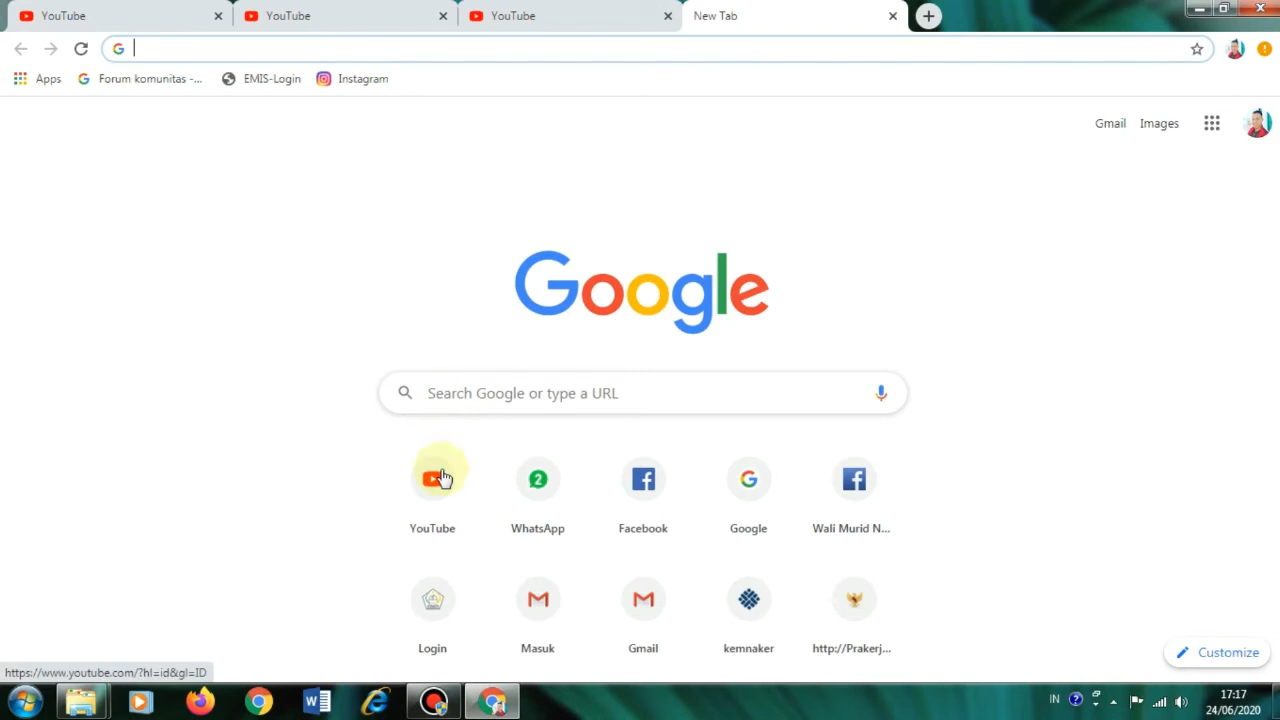 YouTube
YouTube
YouTube
New Tab
Apps
Forum komunitas -...
EMIS-Login
Instagram
Gmail
Images
Google
Search Google or type a URL
2
YouTube
WhatsApp
Facebook
Google
Wali Murid N...
Login
Masuk
Gmail
kemnaker
http://Prakerj...
Customize
https://www.youtube.com/?hl=id&gl=ID
IN
17:17
24/06/2020